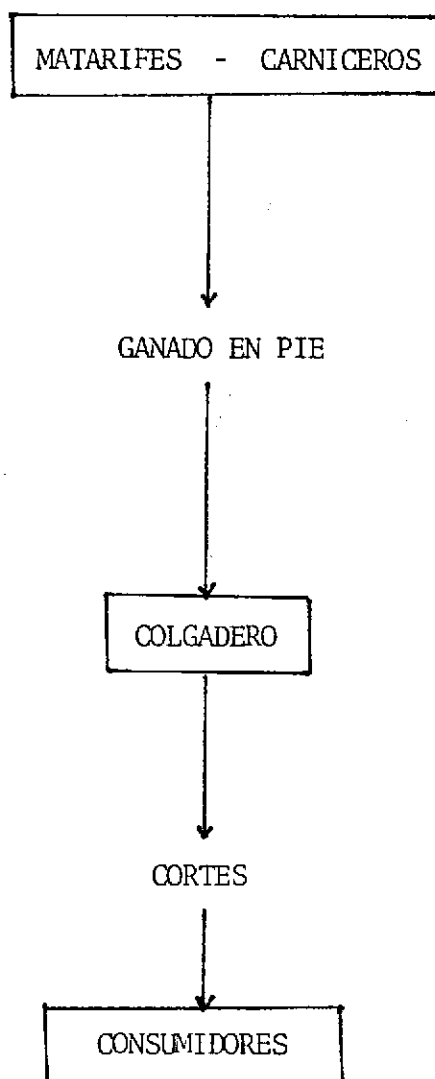 MATARIFES - CARNICEROS
GANADO EN PIE
COLGADERO
CORTES
CONSUMIDORES